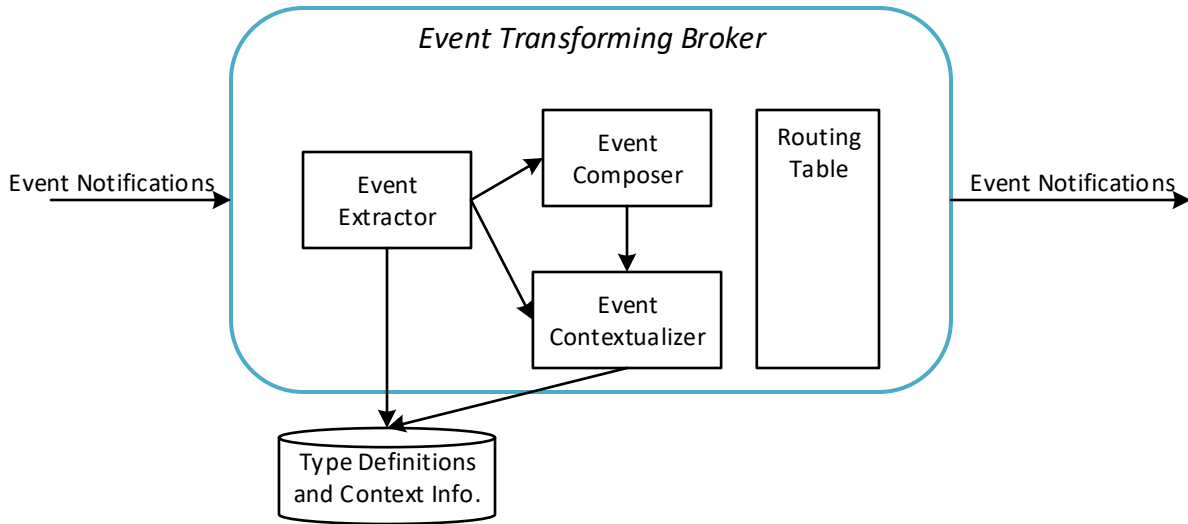 Event Transforming Broker
Event Notifications
Event
Extractor
Event
Composer
Event
Contextualizer
Routing
Table
Event Notifications
Type Definitions
and Context Info.